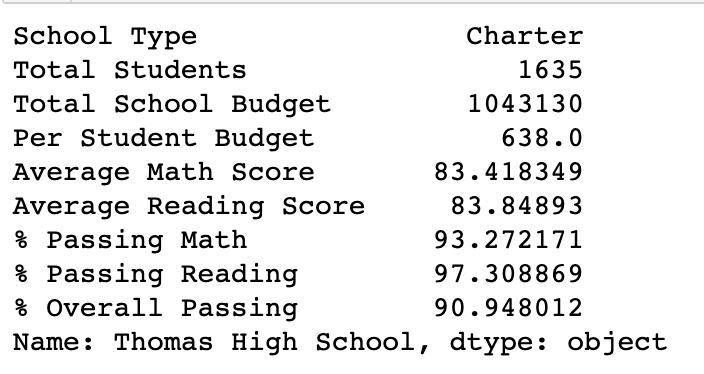 School Type Charter
Total Students 1635
Total School Budget 1043130
Per Student Budget 638.0
Average Math Score 83.418349
Average Reading Score 83.84893
% Passing Math 93.272171
% Passing Reading 97.308869
% Overall Passing 90.948012
Name: Thomas High School, dtype: object